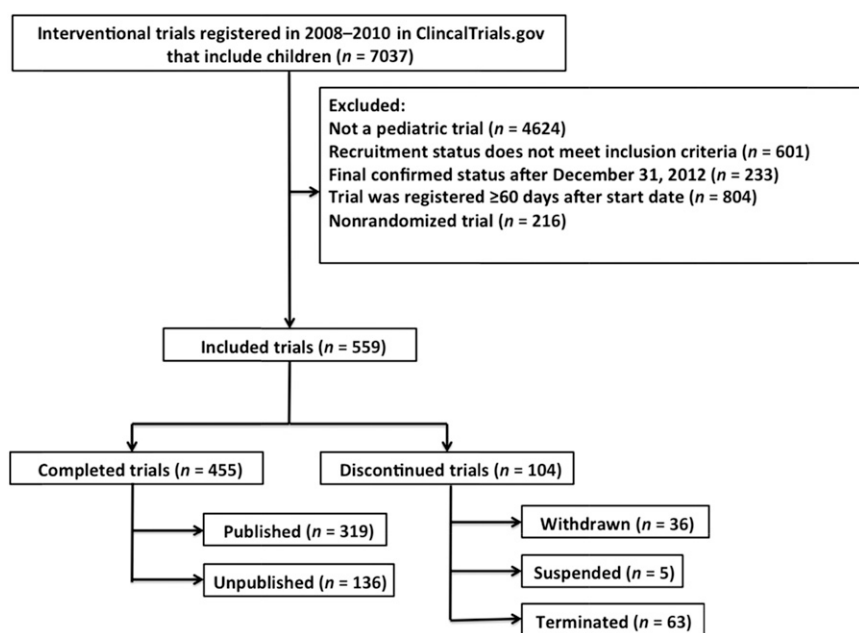 Interventional trials registered in 2008–2010 in ClincalTrials.gov
that include children (n = 7037)
Excluded:
Not a pediatric trial (n = 4624)
Recruitment status does not meet inclusion criteria (n = 601)
Final confirmed status after December 31, 2012 (n = 233)
Trial was registered ≥60 days after start date (n = 804)
Nonrandomized trial (n = 216)
Included trials (n = 559)
Completed trials (n = 455)
Discontinued trials (n = 104)
Published (n = 319)
Unpublished (n = 136)
Withdrawn (n = 36)
Suspended (n = 5)
Terminated (n = 63)